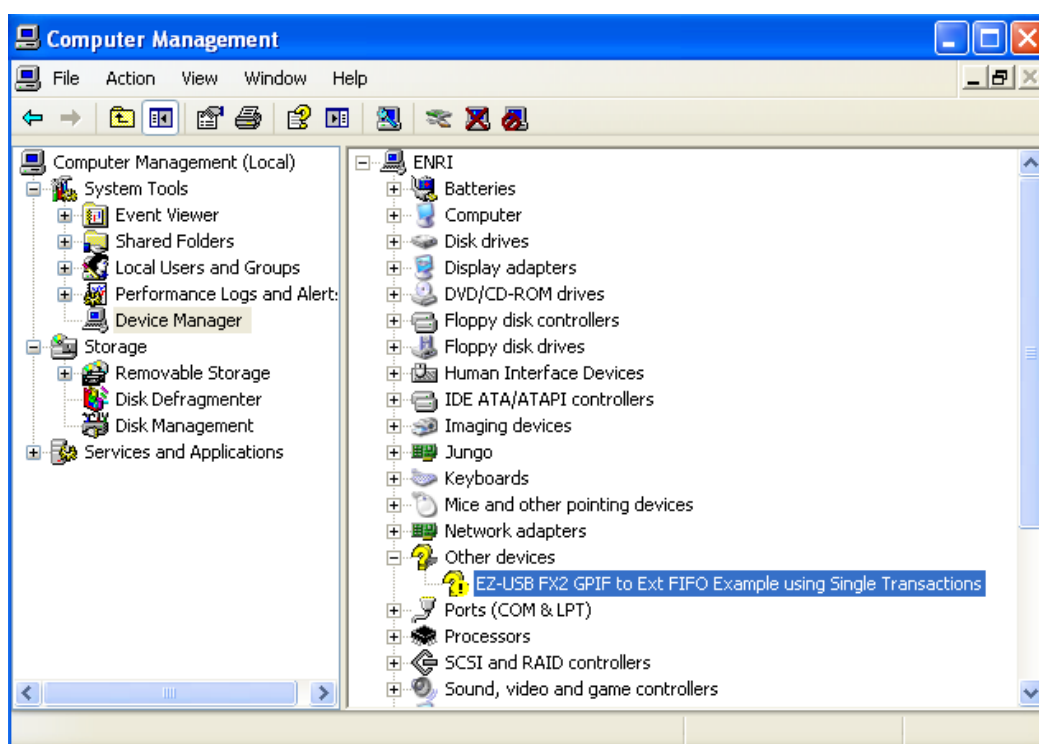 Computer Management
File Action View Window Help
Computer Management (Local)
System Tools
Event Viewer
Shared Folders
Local Users and Groups
Performance Logs and Alert:
Device Manager
Storage
Removable Storage
Disk Defragmenter
Disk Management
Services and Applications
ENRI
Batteries
Computer
Disk drives
Display adapters
DVD/CD-ROM drives
Floppy disk controllers
Floppy disk drives
Human Interface Devices
IDE ATA/ATAPI controllers
Imaging devices
Jungo
Keyboards
Mice and other pointing devices
Network adapters
Other devices
EZ-USB FX2 GPIF to Ext FIFO Example using Single Transactions
Ports (COM & LPT)
Processors
SCSI and RAID controllers
Sound, video and game controllers